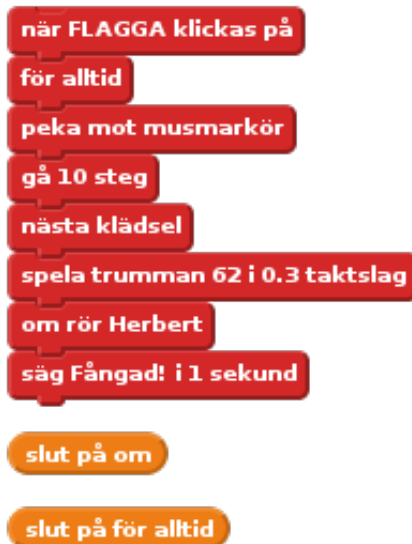 när FLAGGA klickas på
för alltid
peka mot musmarkör
gå 10 steg
nästa klädsel
spela trumman 62 i 0.3 taktslag
om rör Herbert
säg Fångad! i 1 sekund
slut på om
slut på för alltid